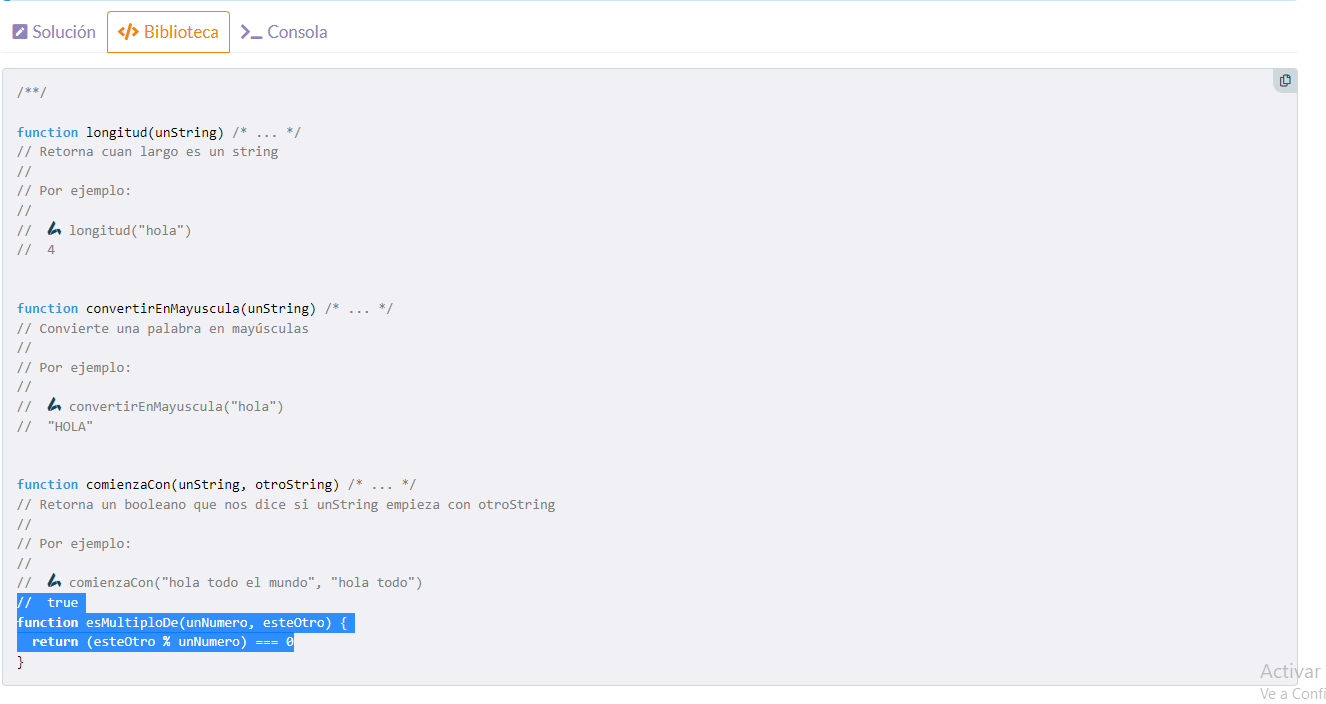 Solución </> Biblioteca >_ Consola
/**/
function longitud(unString) /* ... */
// Retorna cuan largo es un string
//
// Por ejemplo:
//
// longitud("hola")
// 4
function convertirEnMayuscula(unString) /* ... */
// Convierte una palabra en mayúsculas
//
// Por ejemplo:
//
// convertirEnMayuscula("hola")
// "HOLA"
function comienzaCon(unString, otroString) /* ... */
// Retorna un booleano que nos dice si unString empieza con otroString
//
// Por ejemplo:
//
// comienzaCon("hola todo el mundo", "hola todo")
// true
function esMultiploDe(unNumero, esteOtro) {
return (esteOtro % unNumero) === 0
}
Activar
Ve a Confi